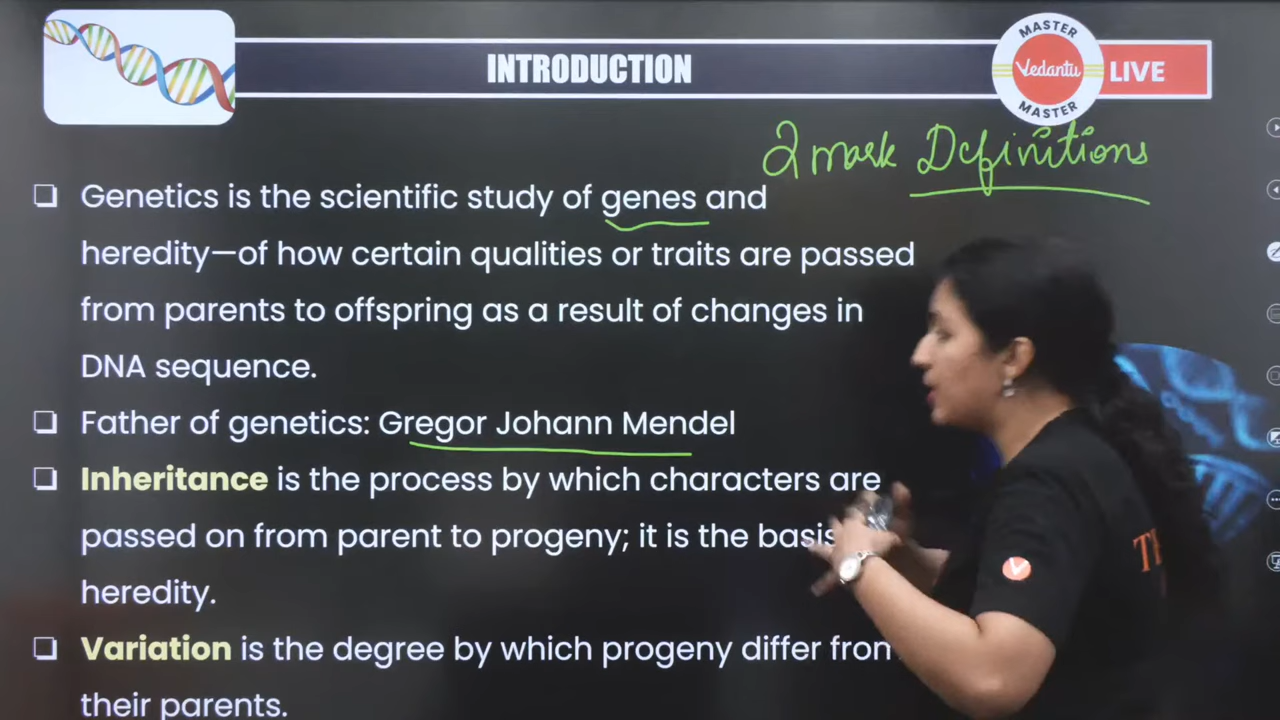 INTRODUCTION
MASTER
Vedantu
MASTER
LIVE
2 mark Definitions
Genetics is the scientific study of genes and
heredity—of how certain qualities or traits are passed
from parents to offspring as a result of changes in
DNA sequence.
Father of genetics: Gregor Johann Mendel
Inheritance is the process by which characters are
passed on from parent to progeny; it is the basis
heredity.
Variation is the degree by which progeny differ from
their parents.
V